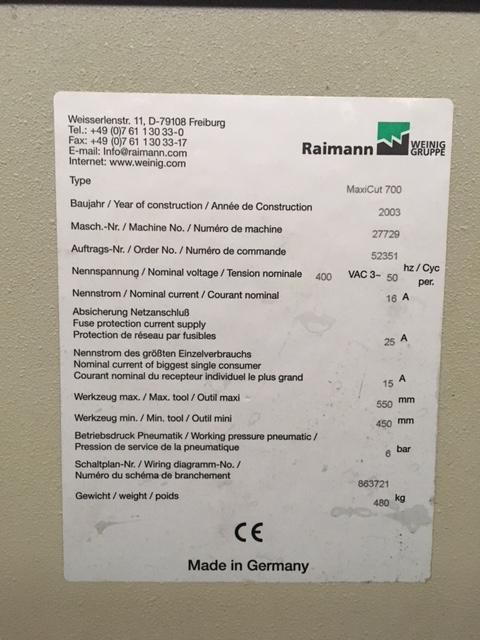 Weisserlenstr. 11, D-79108 Freiburg
Tel.: +49 (0)7 61 1 30 33-0
Fax: +49 (0)7 61 1 30 33-17
E-mail: Info@raimann.com
Internet: www.weinig.com
Raimann WEINIG GRUPPE
Type MaxiCut 700
Baujahr / Year of construction / Année de Construction 2003
Masch.-Nr. / Machine No. / Numéro de machine 27729
Auftrags-Nr. / Order No. / Numéro de commande 52351
Nennspannung / Nominal voltage / Tension nominale 400 VAC 3~ 50 hz / Cyc per.
Nennstrom / Nominal current / Courant nominal 16 A
Absicherung Netzanschluß
Fuse protection current supply
Protection de réseau par fusibles 25 A
Nennstrom des größten Einzelverbrauchs
Nominal current of biggest single consumer
Courant nominal du recepteur individuel le plus grand 15 A
Werkzeug max. / Max. tool / Outil maxi 550 mm
Werkzeug min. / Min. tool / Outil mini 450 mm
Betriebsdruck Pneumatik / Working pressure pneumatic /
Pression de service de la pneumatique 6 bar
Schaltplan-Nr. / Wiring diagramm-No. /
Numéro du schéma de branchement 863721
Gewicht / weight / poids 480 kg
CE
Made in Germany